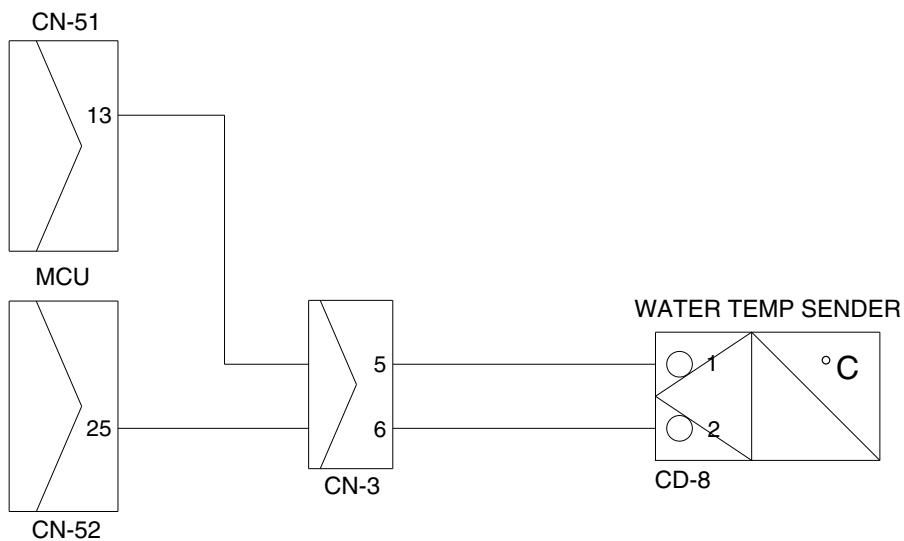 CN-51
13
MCU
WATER TEMP SENDER
5
1
°C
25
6
2
CN-3
CD-8
CN-52